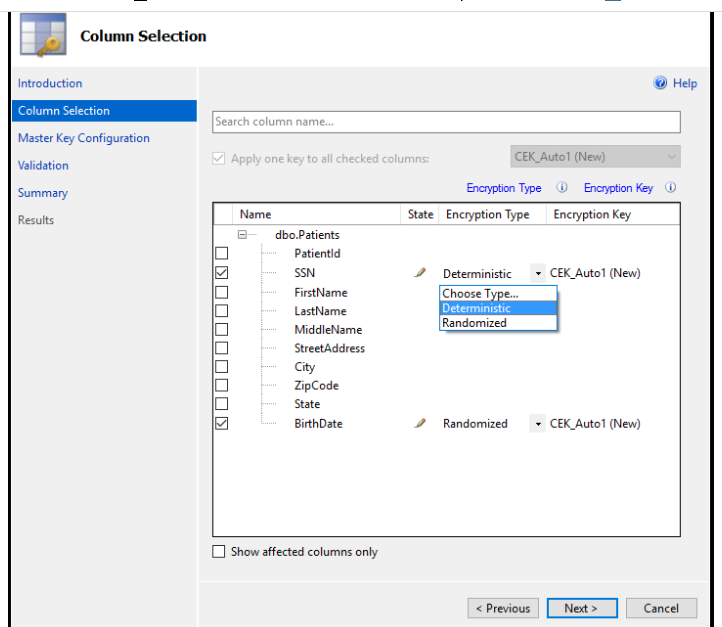 Column Selection
Introduction
Help
Column Selection
Search column name...
Master Key Configuration
Apply one key to all checked columns: CEK_Auto1 (New)
Validation
Summary
Encryption Type Encryption Key
Results
Name State Encryption Type Encryption Key
dbo.Patients
PatientId
SSN Deterministic CEK_Auto1 (New)
FirstName Choose Type...
LastName Deterministic
MiddleName Randomized
StreetAddress
City
ZipCode
State
BirthDate Randomized CEK_Auto1 (New)
Show affected columns only
< Previous Next > Cancel